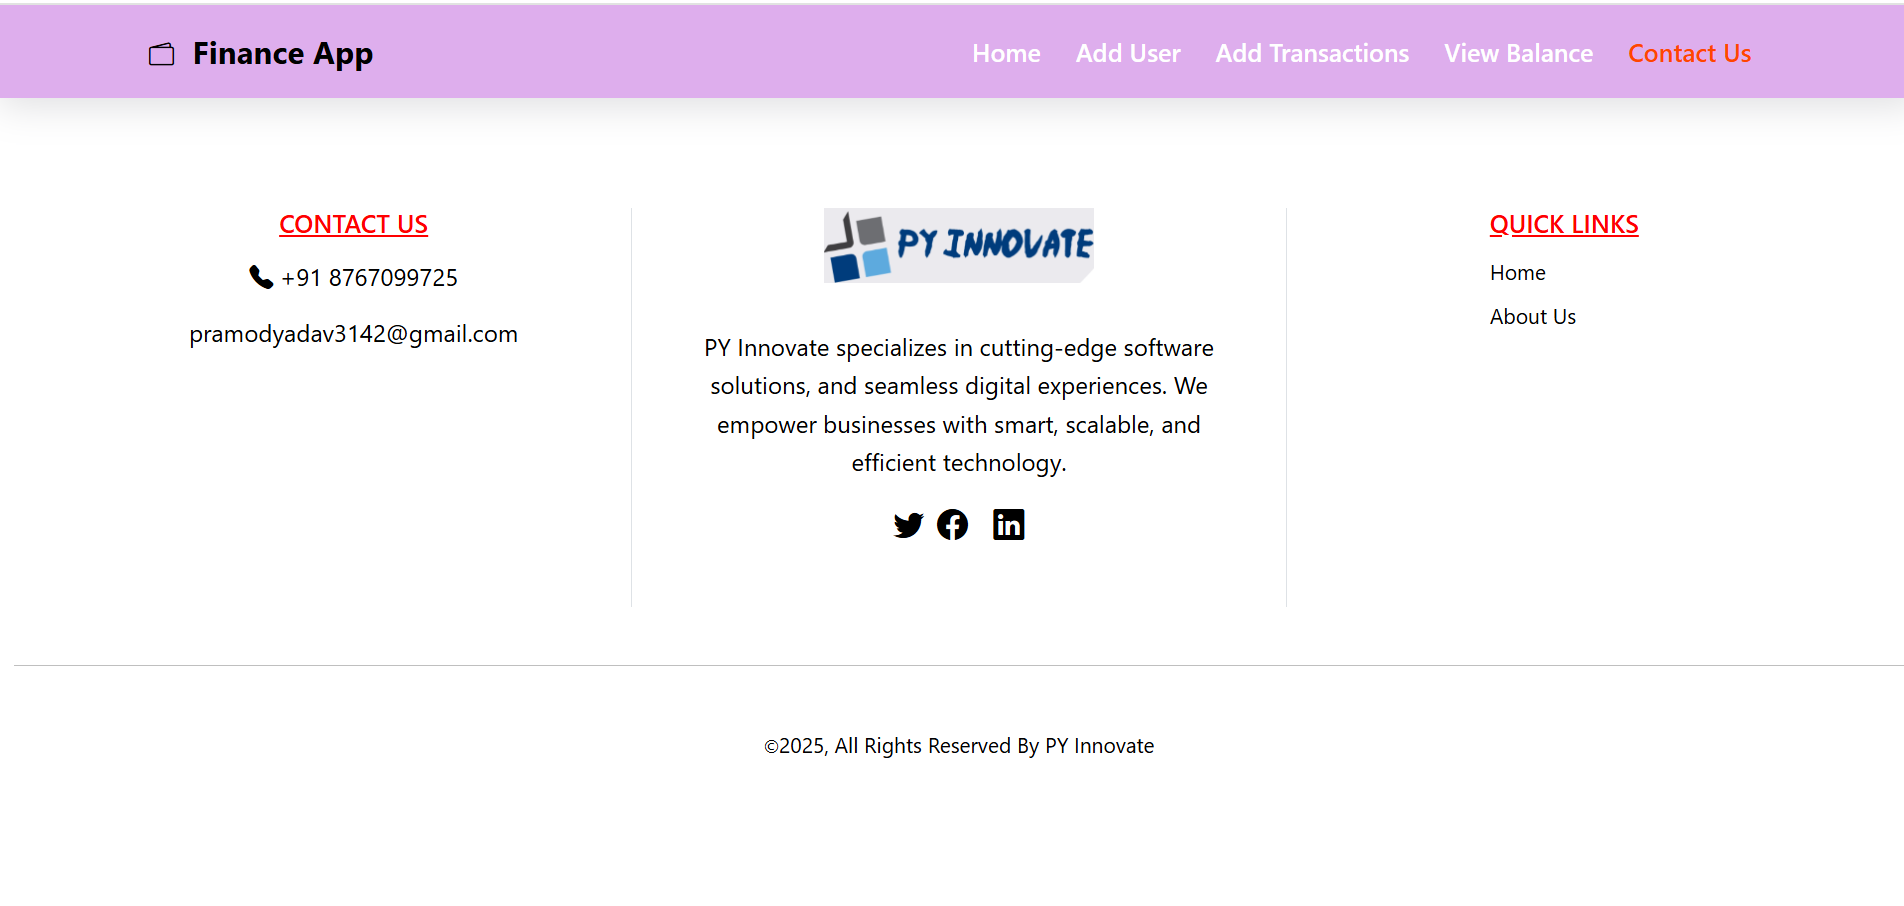 Finance App
Home Add User Add Transactions View Balance Contact Us
CONTACT US
+91 8767099725
pramodyadav3142@gmail.com
PY INNOVATE
PY Innovate specializes in cutting-edge software
solutions, and seamless digital experiences. We
empower businesses with smart, scalable, and
efficient technology.
in
QUICK LINKS
Home
About Us
©2025, All Rights Reserved By PY Innovate